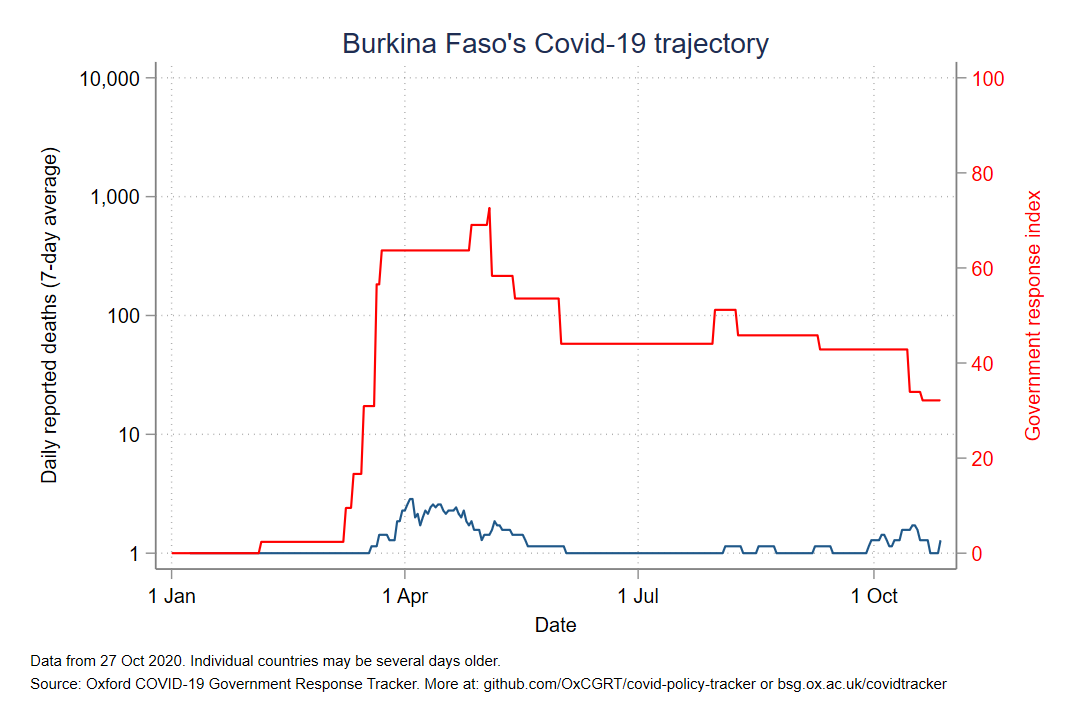 Burkina Faso's Covid-19 trajectory
10,000
1,000
100
10
1
Daily reported deaths (7-day average)
100
80
60
40
20
0
Government response index
1 Jan
1 Apr
1 Jul
1 Oct
Date
Data from 27 Oct 2020. Individual countries may be several days older.
Source: Oxford COVID-19 Government Response Tracker. More at: github.com/OxCGRT/covid-policy-tracker or bsg.ox.ac.uk/covidtracker